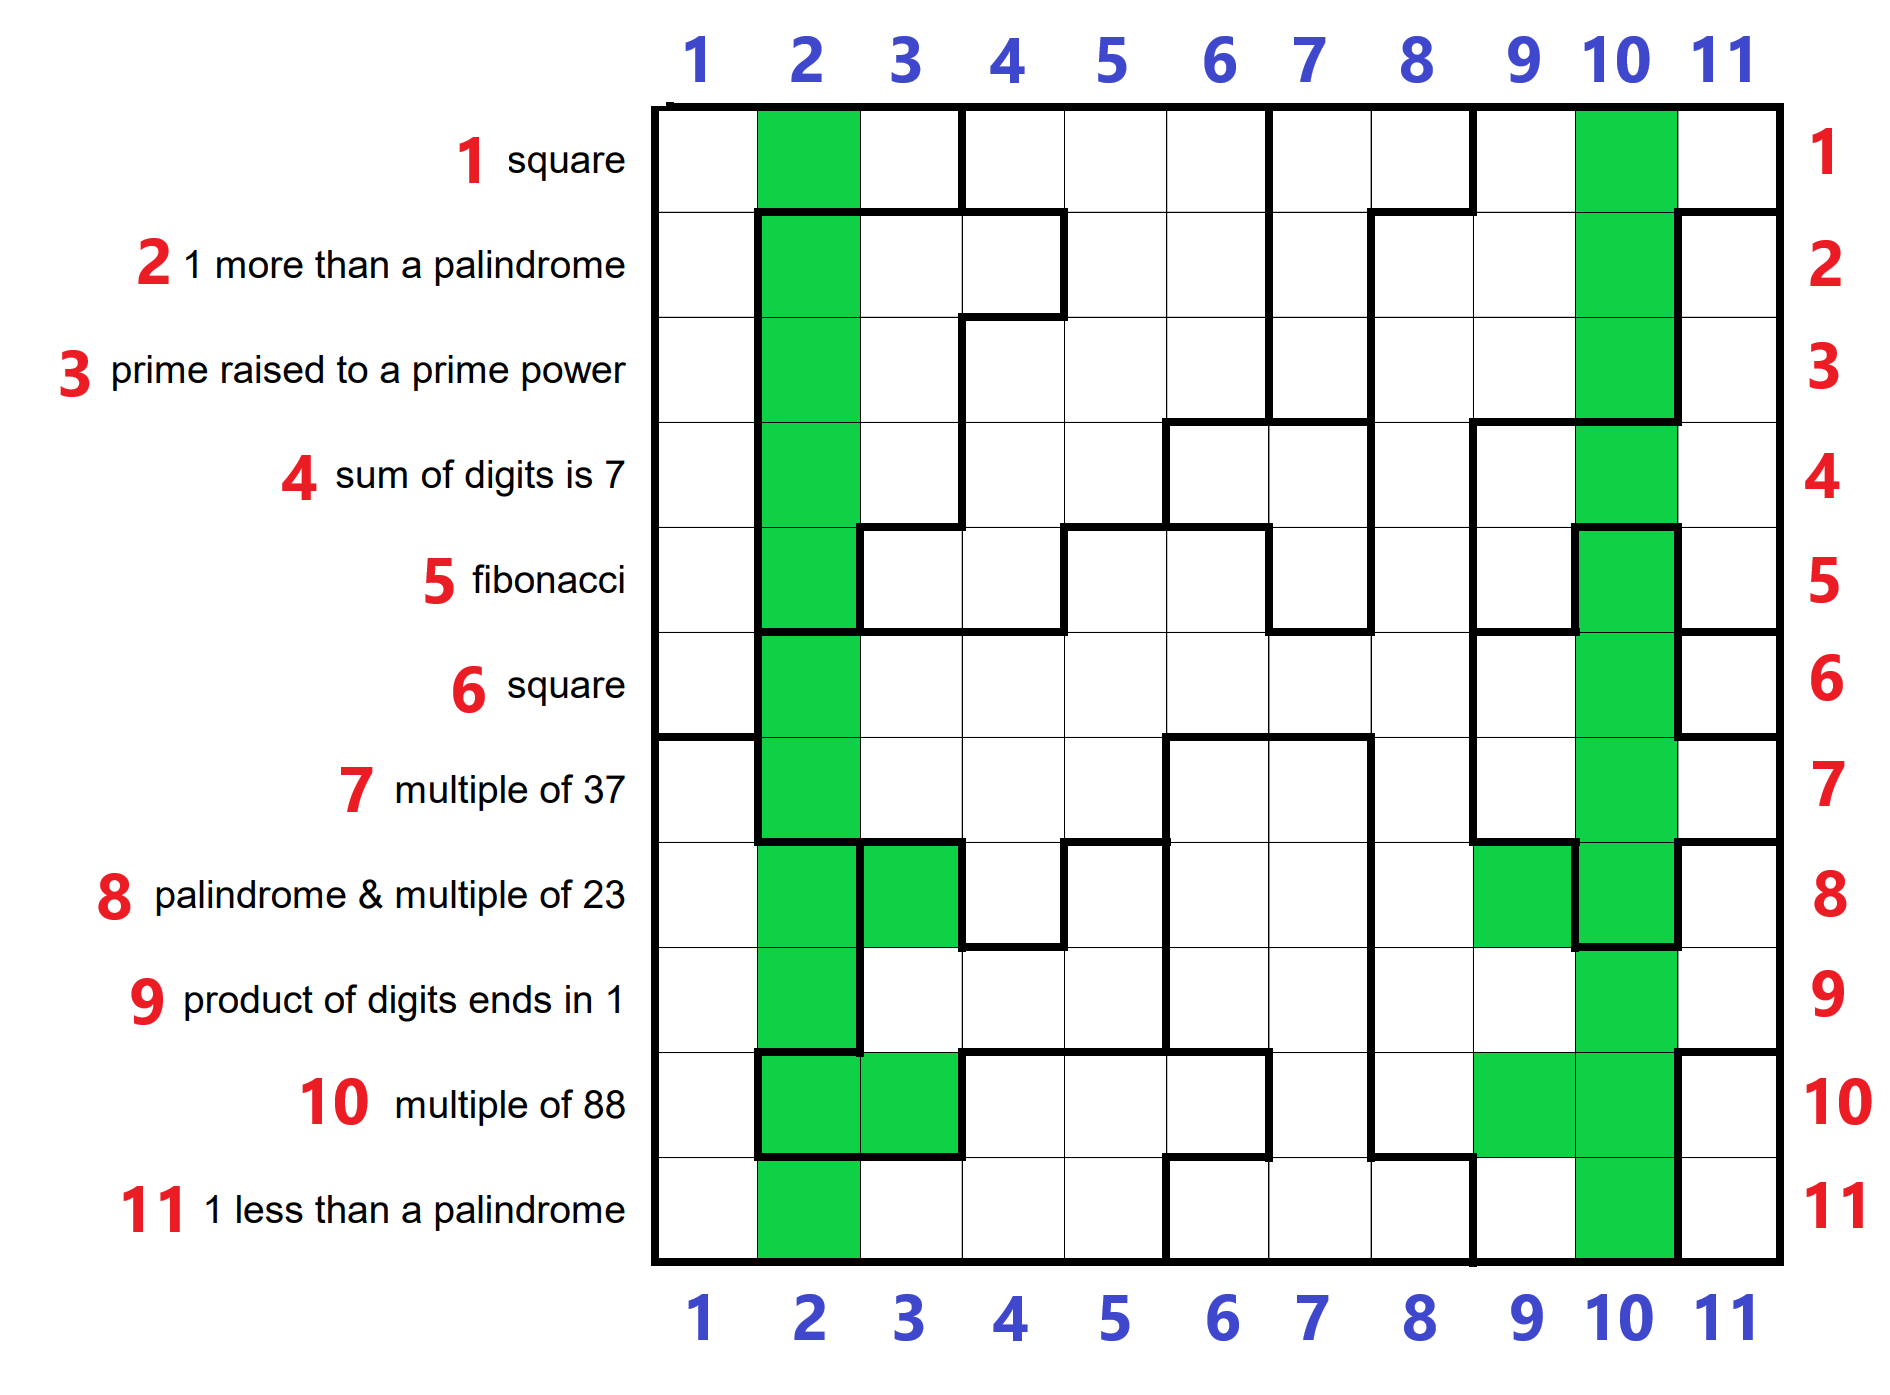 1 2 3 4 5 6 7 8 9 10 11
1 square 1
2 1 more than a palindrome 2
3 prime raised to a prime power 3
4 sum of digits is 7 4
5 fibonacci 5
6 square 6
7 multiple of 37 7
8 palindrome & multiple of 23 8
9 product of digits ends in 1 9
10 multiple of 88 10
11 1 less than a palindrome 11
1 2 3 4 5 6 7 8 9 10 11